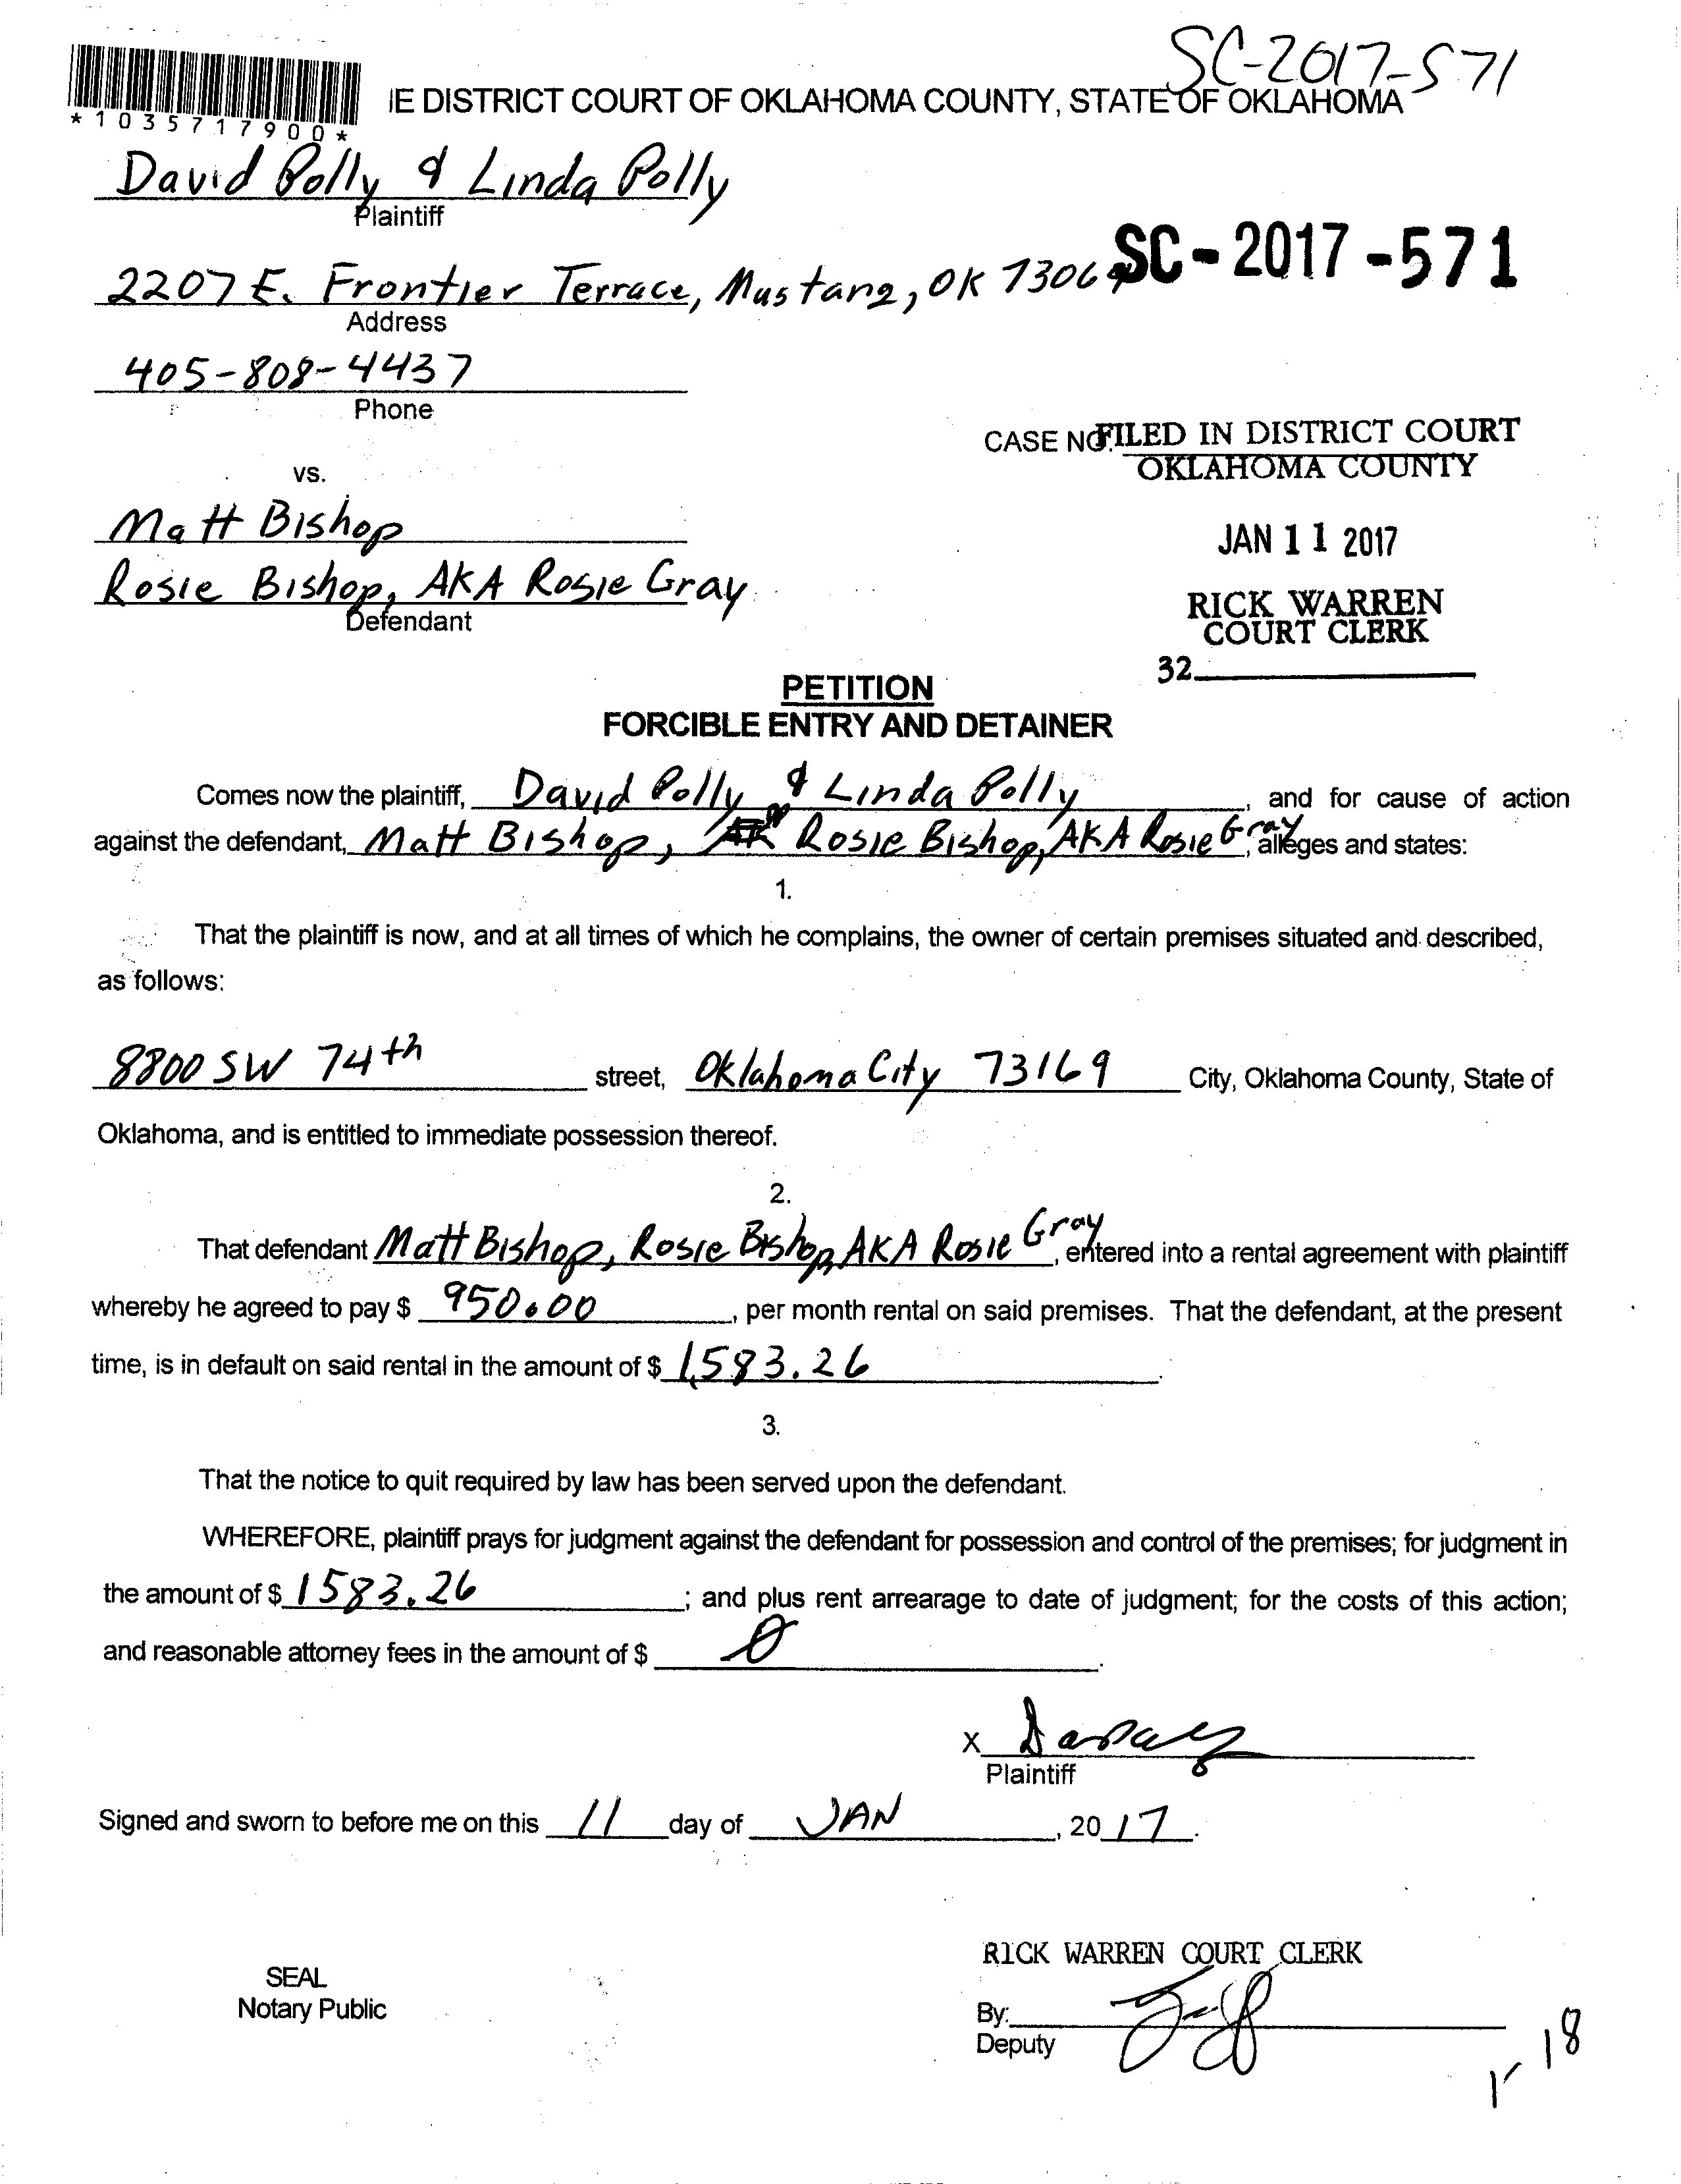 SC-2017-571
IE DISTRICT COURT OF OKLAHOMA COUNTY, STATE OF OKLAHOMA
*1035717900*
David Polly & Linda Polly
Plaintiff
SC-2017-571
2207 E. Frontier Terrace, Mustang, OK 73064
Address
405-808-4437
Phone
CASE NO. FILED IN DISTRICT COURT
OKLAHOMA COUNTY
vs.
Matt Bishop
JAN 11 2017
Rosie Bishop, AKA Rosie Gray
Defendant
RICK WARREN
COURT CLERK
32
PETITION
FORCIBLE ENTRY AND DETAINER
Comes now the plaintiff, David Polly & Linda Polly, and for cause of action
against the defendant, Matt Bishop, Rosie Bishop, AKA Rosie Gray, alleges and states:
1.
That the plaintiff is now, and at all times of which he complains, the owner of certain premises situated and described,
as follows:
8800 SW 74th street, Oklahoma City 73169 City, Oklahoma County, State of
Oklahoma, and is entitled to immediate possession thereof.
2.
That defendant Matt Bishop, Rosie Bishop, AKA Rosie Gray, entered into a rental agreement with plaintiff
whereby he agreed to pay $ 950.00, per month rental on said premises. That the defendant, at the present
time, is in default on said rental in the amount of $ 1,583.26.
3.
That the notice to quit required by law has been served upon the defendant.
WHEREFORE, plaintiff prays for judgment against the defendant for possession and control of the premises; for judgment in
the amount of $ 1583.26; and plus rent arrearage to date of judgment; for the costs of this action;
and reasonable attorney fees in the amount of $ 0.
X
Plaintiff
Signed and sworn to before me on this 11 day of JAN, 2017.
RICK WARREN COURT CLERK
SEAL
Notary Public
By:
Deputy
18